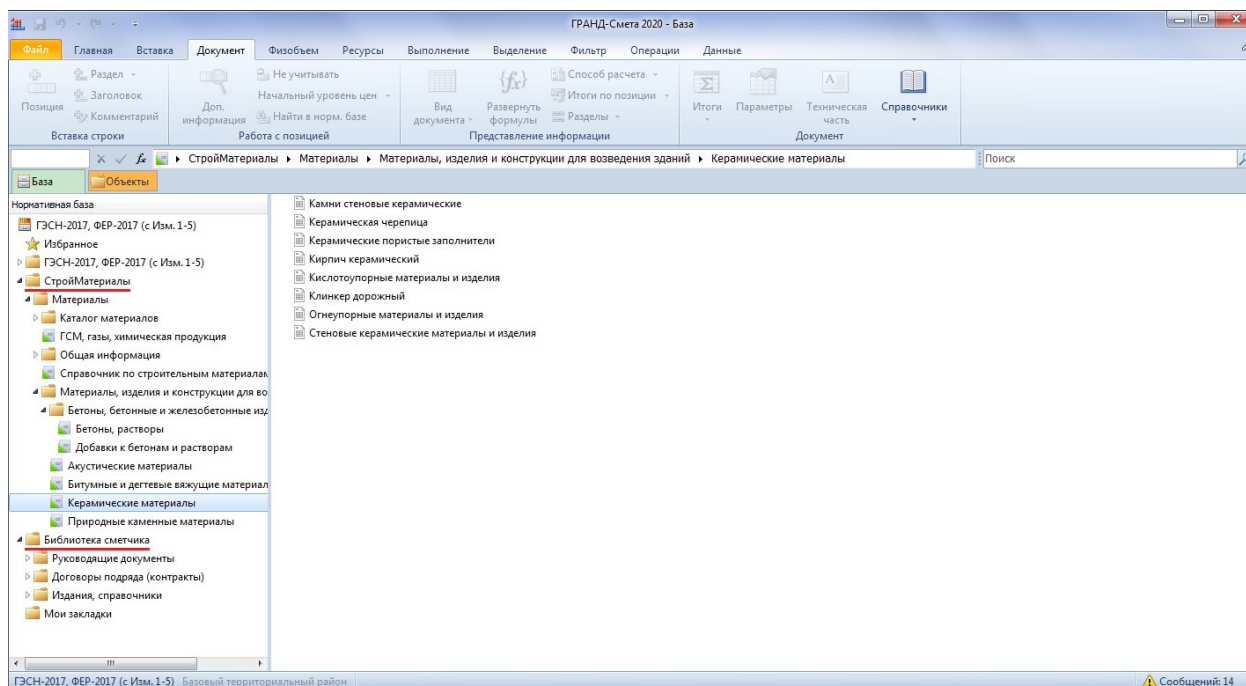 ГРАНД-Смета 2020 - База
Файл Главная Вставка Документ Физобъем Ресурсы Выполнение Выделение Фильтр Операции Данные
Позиция
Раздел
Заголовок
Комментарий
Вставка строки
Доп. информация
Не учитывать
Начальный уровень цен
Найти в норм. базе
Работа с позицией
Вид документа
Развернуть формулы
Способ расчета
Итоги по позиции
Разделы
Представление информации
Итоги
Параметры
Техническая часть
Справочники
Документ
fx СтройМатериалы Материалы Материалы, изделия и конструкции для возведения зданий Керамические материалы Поиск
База Объекты
Нормативная база
ГЭСН-2017, ФЕР-2017 (с Изм. 1-5)
Избранное
ГЭСН-2017, ФЕР-2017 (с Изм. 1-5)
СтройМатериалы
Материалы
Каталог материалов
ГСМ, газы, химическая продукция
Общая информация
Справочник по строительным материалам
Материалы, изделия и конструкции для во
Бетоны, бетонные и железобетонные изд
Бетоны, растворы
Добавки к бетонам и растворам
Акустические материалы
Битумные и дегтевые вяжущие материал
Керамические материалы
Природные каменные материалы
Библиотека сметчика
Руководящие документы
Договоры подряда (контракты)
Издания, справочники
Мои закладки
Камни стеновые керамические
Керамическая черепица
Керамические пористые заполнители
Кирпич керамический
Кислотоупорные материалы и изделия
Клинкер дорожный
Огнеупорные материалы и изделия
Стеновые керамические материалы и изделия
ГЭСН-2017, ФЕР-2017 (с Изм. 1-5) Базовый территориальный район Сообщений: 14